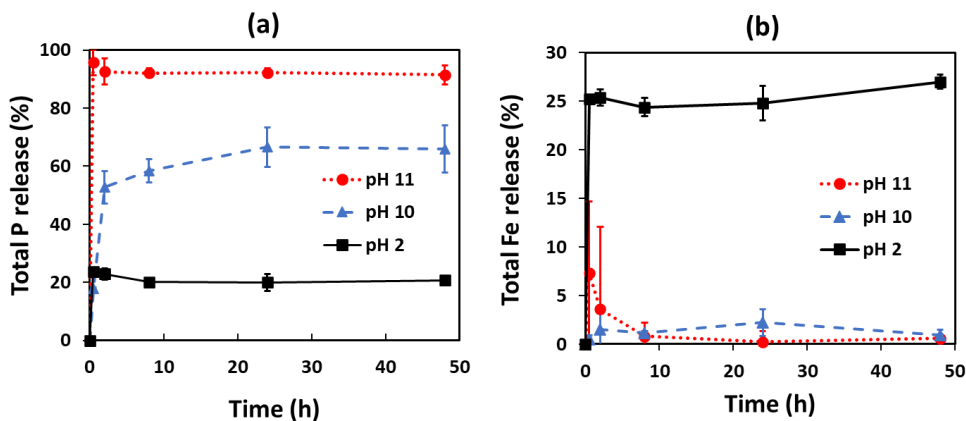 (a)
Total P release (%)
100
80
60
40
20
0
0 10 20 30 40 50
Time (h)
pH 11
pH 10
pH 2
(b)
Total Fe release (%)
30
25
20
15
10
5
0
0 10 20 30 40 50
Time (h)
pH 11
pH 10
pH 2